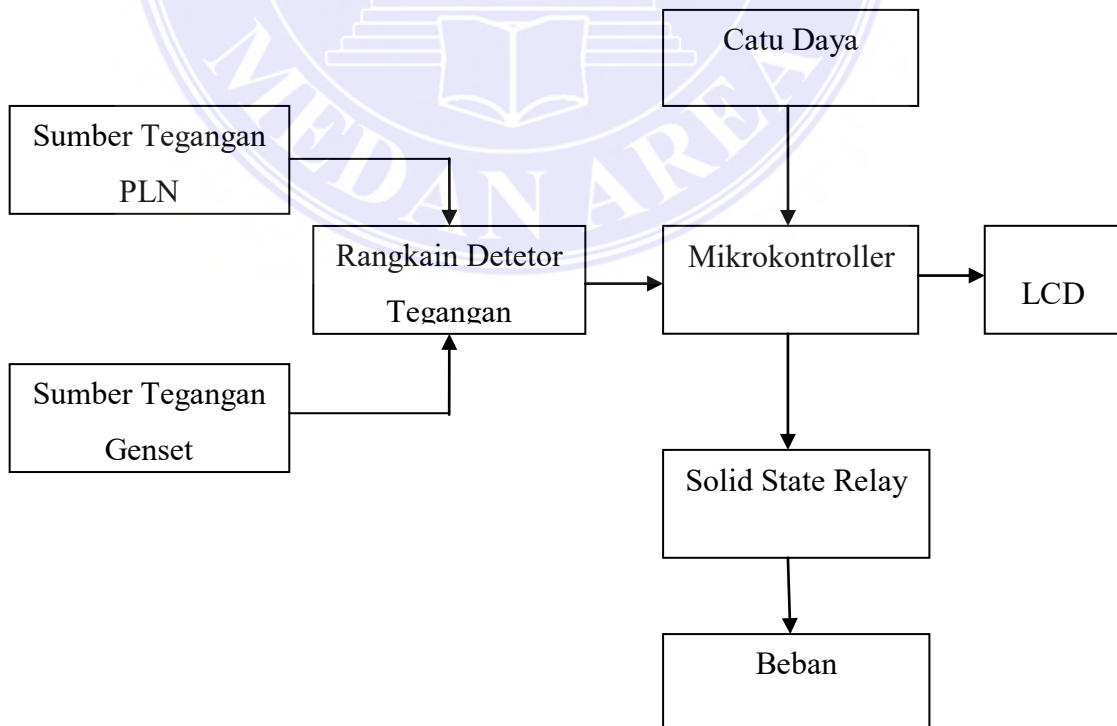 Catu Daya
Sumber Tegangan
PLN
MEDAN AREA
Rangkain Detetor
Tegangan
Mikrokontroller
LCD
Sumber Tegangan
Genset
Solid State Relay
Beban